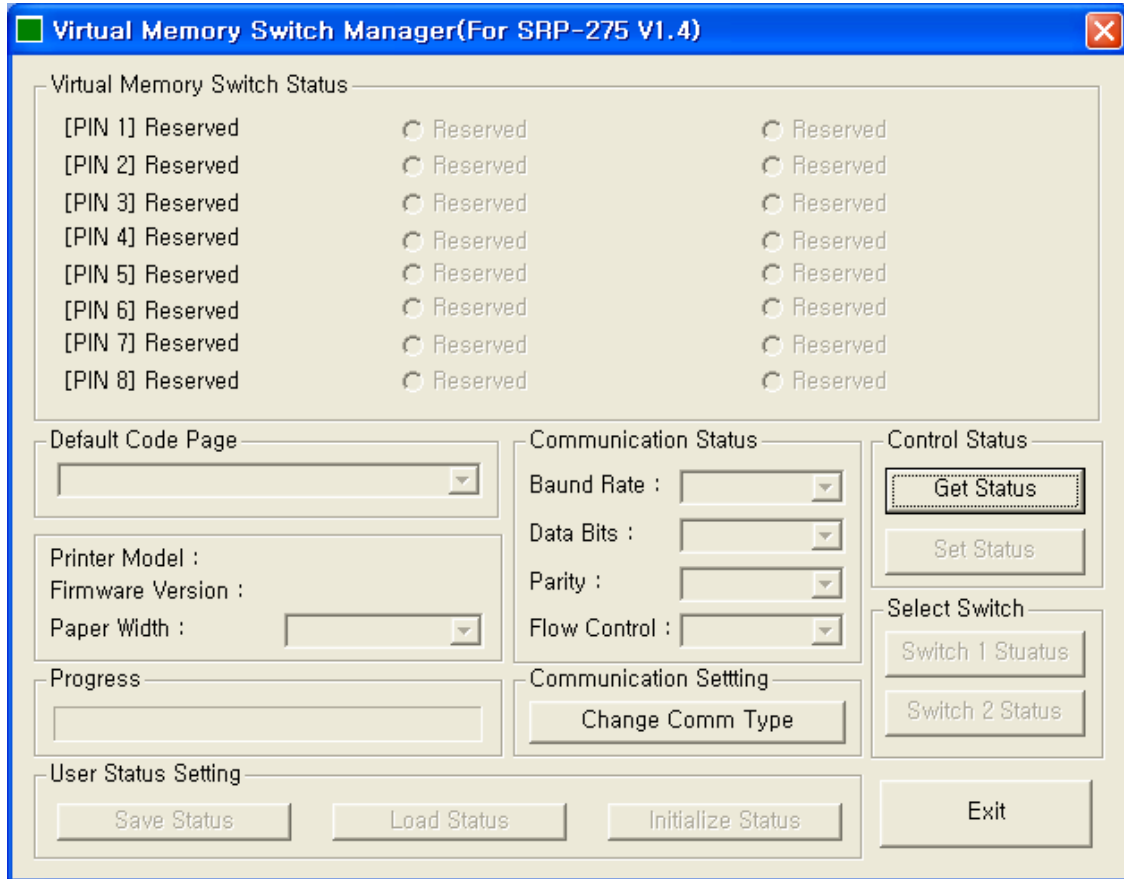 Virtual Memory Switch Manager(For SRP-275 V1.4)
Virtual Memory Switch Status
[PIN 1] Reserved Reserved Reserved
[PIN 2] Reserved Reserved Reserved
[PIN 3] Reserved Reserved Reserved
[PIN 4] Reserved Reserved Reserved
[PIN 5] Reserved Reserved Reserved
[PIN 6] Reserved Reserved Reserved
[PIN 7] Reserved Reserved Reserved
[PIN 8] Reserved Reserved Reserved
Default Code Page
Printer Model :
Firmware Version :
Paper Width :
Progress
Communication Status
Baund Rate :
Data Bits :
Parity :
Flow Control :
Communication Settting
Change Comm Type
Control Status
Get Status
Set Status
Select Switch
Switch 1 Stuatus
Switch 2 Status
User Status Setting
Save Status Load Status Initialize Status
Exit